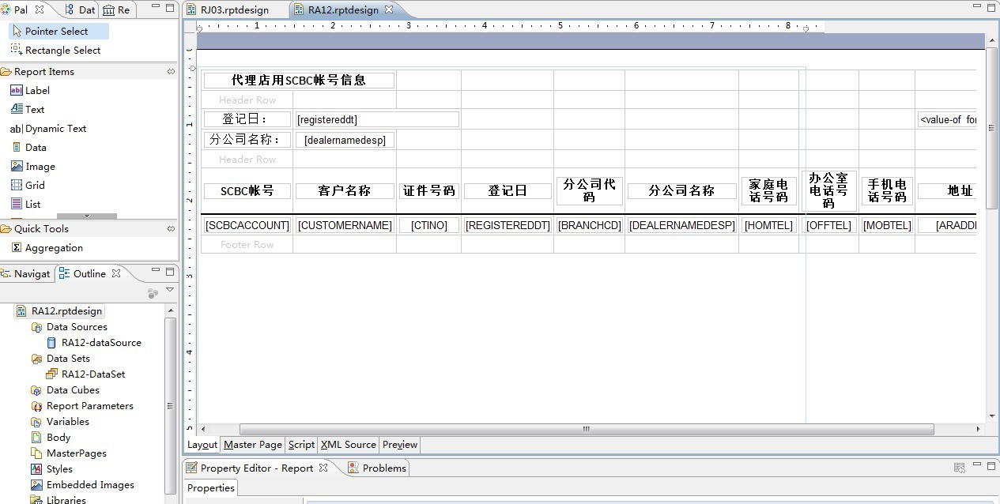 Pal
Dat
Re
RJ03.rptdesign
RA12.rptdesign
Pointer Select
Rectangle Select
Report Items
Label
Text
Dynamic Text
Data
Image
Grid
List
Quick Tools
Aggregation
Navigat
Outline
RA12.rptdesign
Data Sources
RA12-dataSource
Data Sets
RA12-DataSet
Data Cubes
Report Parameters
Variables
Body
MasterPages
Styles
Embedded Images
Libraries
1 2 3 4 5 6 7 8
1
2
3
4
5
代理店用SCBC帐号信息
Header Row
登记日： [registereddt] <value-of for
分公司名称： [dealernamedesp]
Header Row
SCBC帐号 客户名称 证件号码 登记日 分公司代码 分公司名称 家庭电话号码 办公室电话号码 手机电话号码 地址
[SCBCACCOUNT] [CUSTOMERNAME] [CTINO] [REGISTEREDDT] [BRANCHCD] [DEALERNAMEDESP] [HOMTEL] [OFFTEL] [MOBTEL] [ARADD
Footer Row
Layout Master Page Script XML Source Preview
Property Editor - Report
Problems
Properties